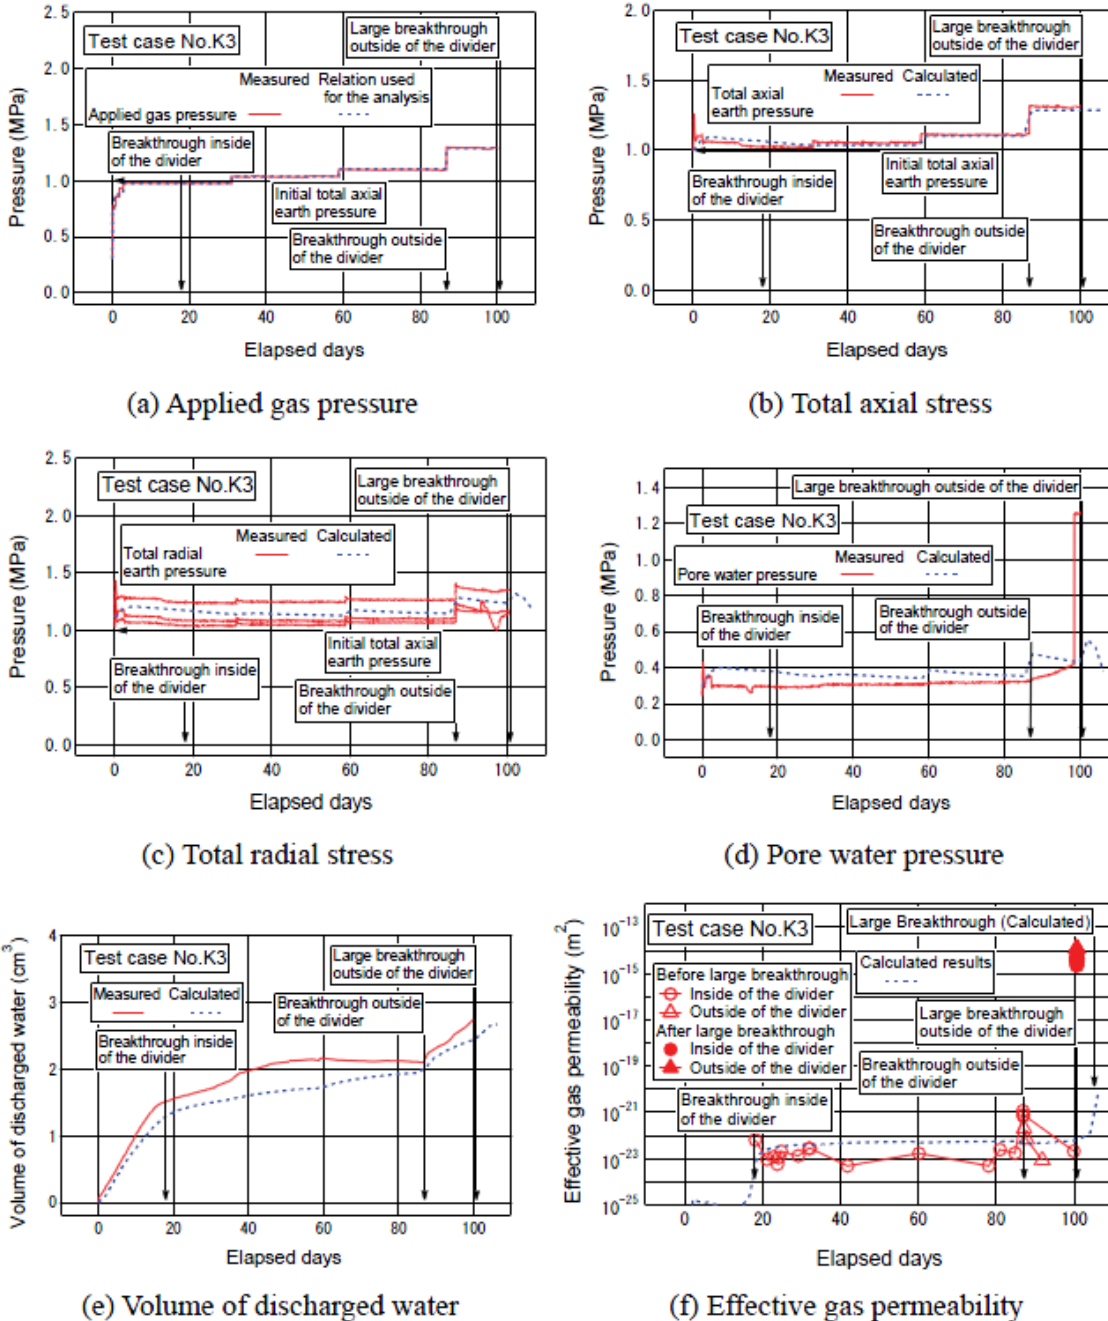 Test case No.K3
Large breakthrough
outside of the divider
Measured Relation used
for the analysis
Applied gas pressure
Breakthrough inside
of the divider
Initial total axial
earth pressure
Breakthrough outside
of the divider
Pressure (MPa)
2.5
2.0
1.5
1.0
0.5
0.0
0 20 40 60 80 100
Elapsed days
(a) Applied gas pressure
Test case No.K3
Large breakthrough
outside of the divider
Measured Calculated
Total axial
earth pressure
Initial total axial
earth pressure
Breakthrough inside
of the divider
Breakthrough outside
of the divider
Pressure (MPa)
2.0
1.5
1.0
0.5
0.0
0 20 40 60 80 100
Elapsed days
(b) Total axial stress
Test case No.K3
Large breakthrough
outside of the divider
Measured Calculated
Total radial
earth pressure
Initial total axial
earth pressure
Breakthrough inside
of the divider
Breakthrough outside
of the divider
Pressure (MPa)
2.5
2.0
1.5
1.0
0.5
0.0
0 20 40 60 80 100
Elapsed days
(c) Total radial stress
Large breakthrough outside of the divider
Test case No.K3
Measured Calculated
Pore water pressure
Breakthrough inside
of the divider
Breakthrough outside
of the divider
Pressure (MPa)
1.4
1.2
1.0
0.8
0.6
0.4
0.2
0.0
0 20 40 60 80 100
Elapsed days
(d) Pore water pressure
Test case No.K3
Large breakthrough
outside of the divider
Measured Calculated
Breakthrough outside
of the divider
Breakthrough inside
of the divider
Volume of discharged water (cm³)
4
3
2
1
0
0 20 40 60 80 100
Elapsed days
(e) Volume of discharged water
Large Breakthrough (Calculated)
Test case No.K3
Before large breakthrough
Inside of the divider
Outside of the divider
After large breakthrough
Inside of the divider
Outside of the divider
Calculated results
Large breakthrough
outside of the divider
Breakthrough outside
of the divider
Breakthrough inside
of the divider
Effective gas permeability (m²)
10⁻¹³
10⁻¹⁵
10⁻¹⁷
10⁻¹⁹
10⁻²¹
10⁻²³
10⁻²⁵
0 20 40 60 80 100
Elapsed days
(f) Effective gas permeability